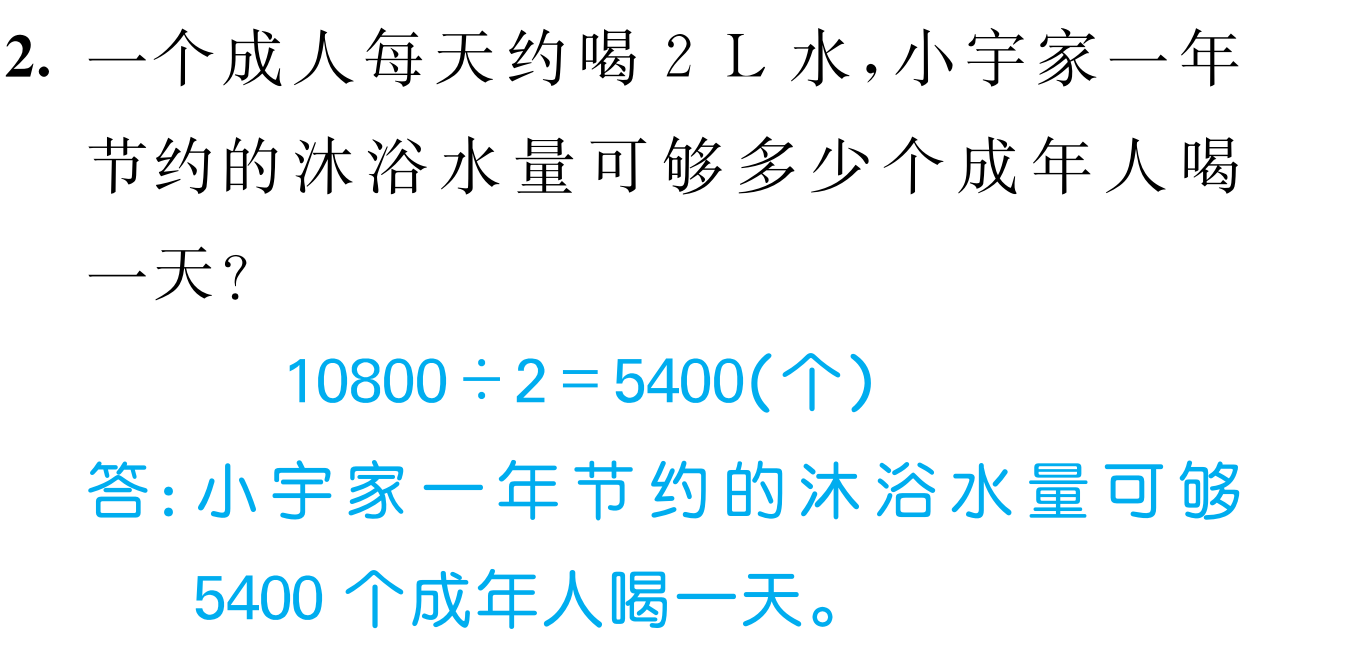 2. 一个成人每天约喝 2 L 水,小宇家一年
节约的沐浴水量可够多少个成年人喝
一天?
10800÷2=5400(个)
答:小宇家一年节约的沐浴水量可够
5400 个成年人喝一天。